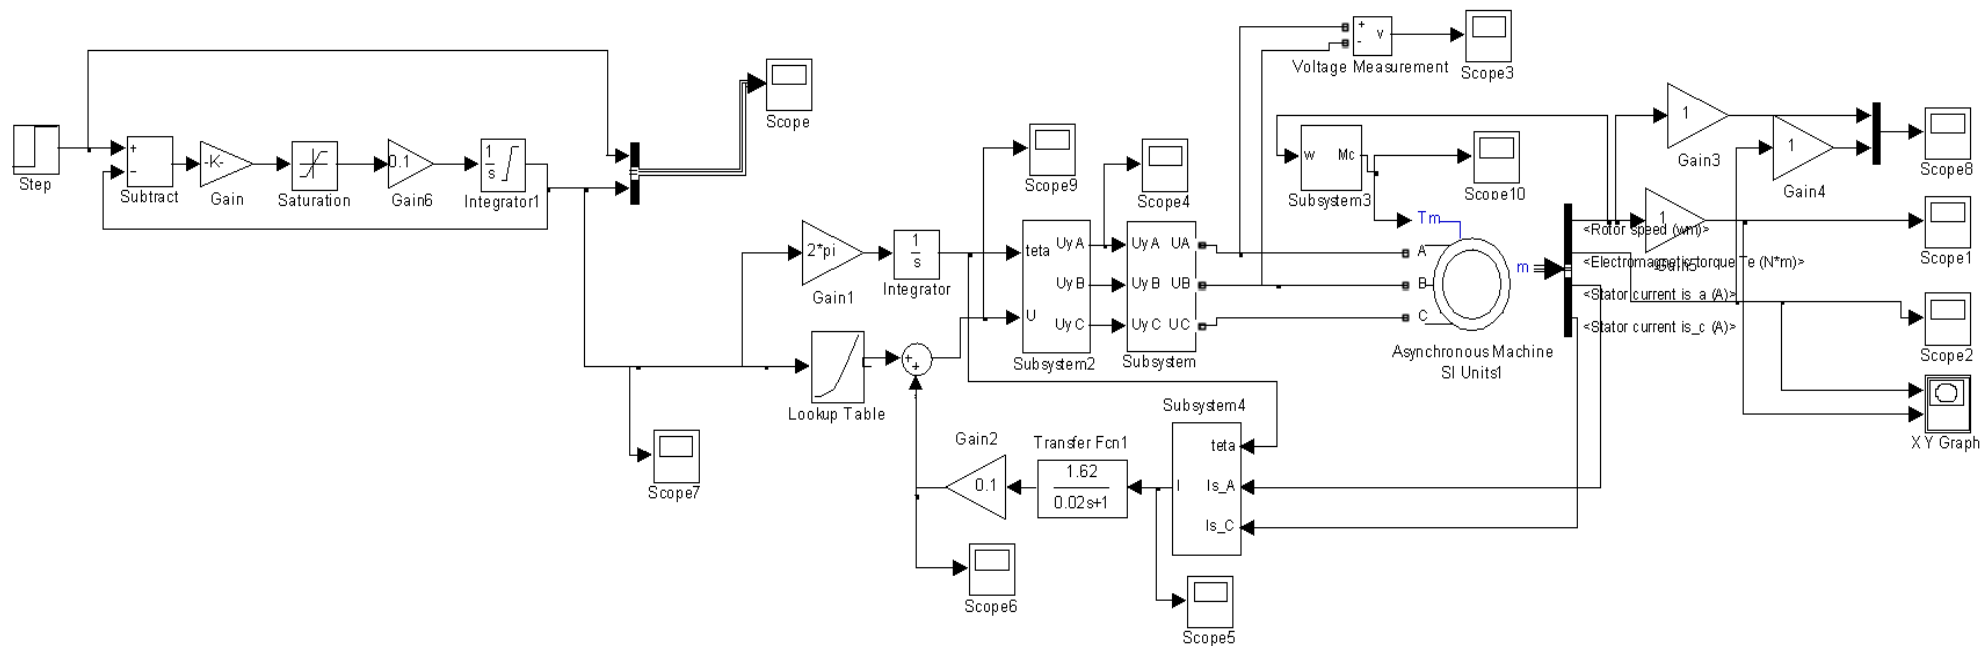 +
-
v
Voltage Measurement
Scope3
Scope
Step
+
-
Subtract
-K-
Gain
Saturation
0.1
Gain6
1
s
Integrator1
Scope9
Scope4
w
Mc
Subsystem3
Scope10
1
Gain3
1
Gain4
Scope8
2*pi
Gain1
1
s
Integrator
teta
U
Uy A
Uy B
Uy C
Subsystem2
Uy A
Uy B
Uy C
UA
UB
UC
Subsystem
Tm
A
B
C
m
Asynchronous Machine
SI Units1
<Rotor speed (wm)>
<Electromagnetic torque Te (N*m)>
<Stator current is_a (A)>
<Stator current is_c (A)>
1
Gain5
Scope1
Scope2
X Y Graph
Lookup Table
+
+
Scope7
Gain2
0.1
Transfer Fcn1
1.62
0.02s+1
Subsystem4
teta
I
Is_A
Is_C
Scope6
Scope5